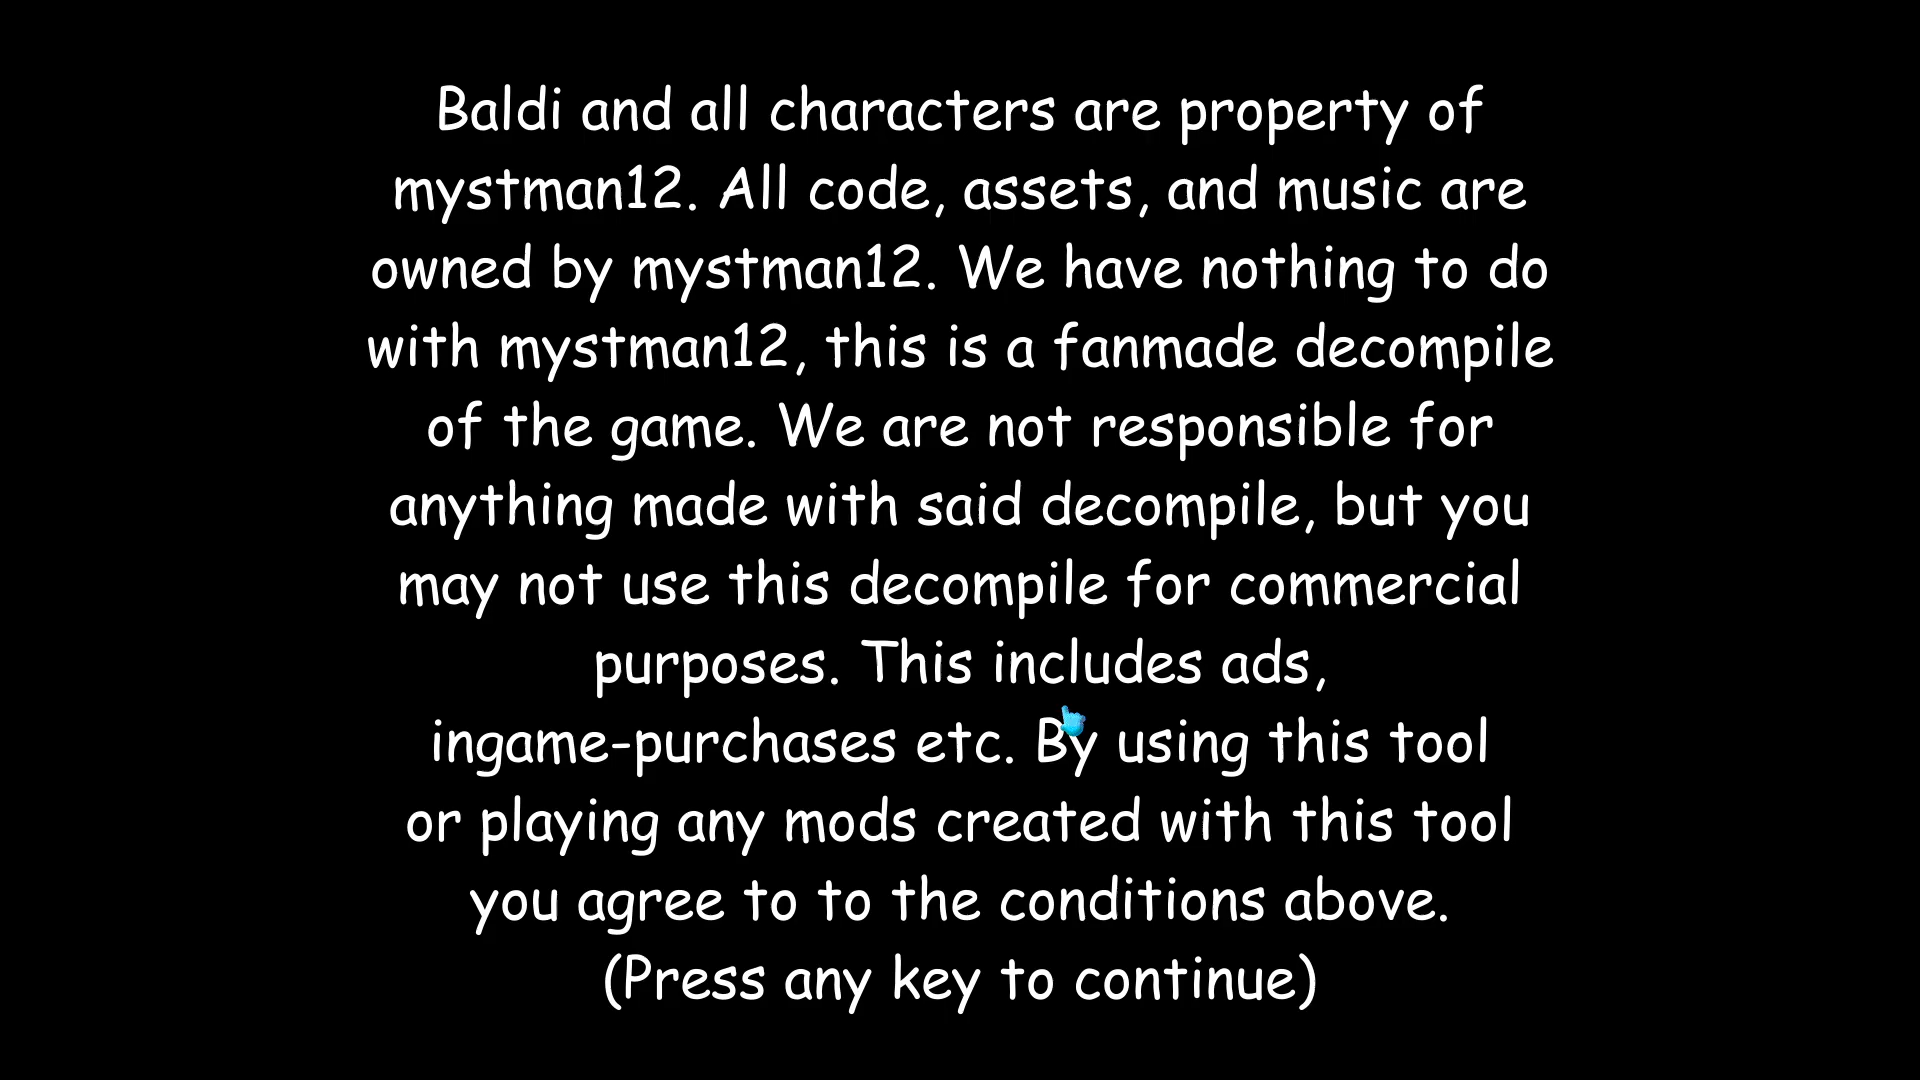 Baldi and all characters are property of
mystman12. All code, assets, and music are
owned by mystman12. We have nothing to do
with mystman12, this is a fanmade decompile
of the game. We are not responsible for
anything made with said decompile, but you
may not use this decompile for commercial
purposes. This includes ads,
ingame-purchases etc. By using this tool
or playing any mods created with this tool
you agree to to the conditions above.
(Press any key to continue)